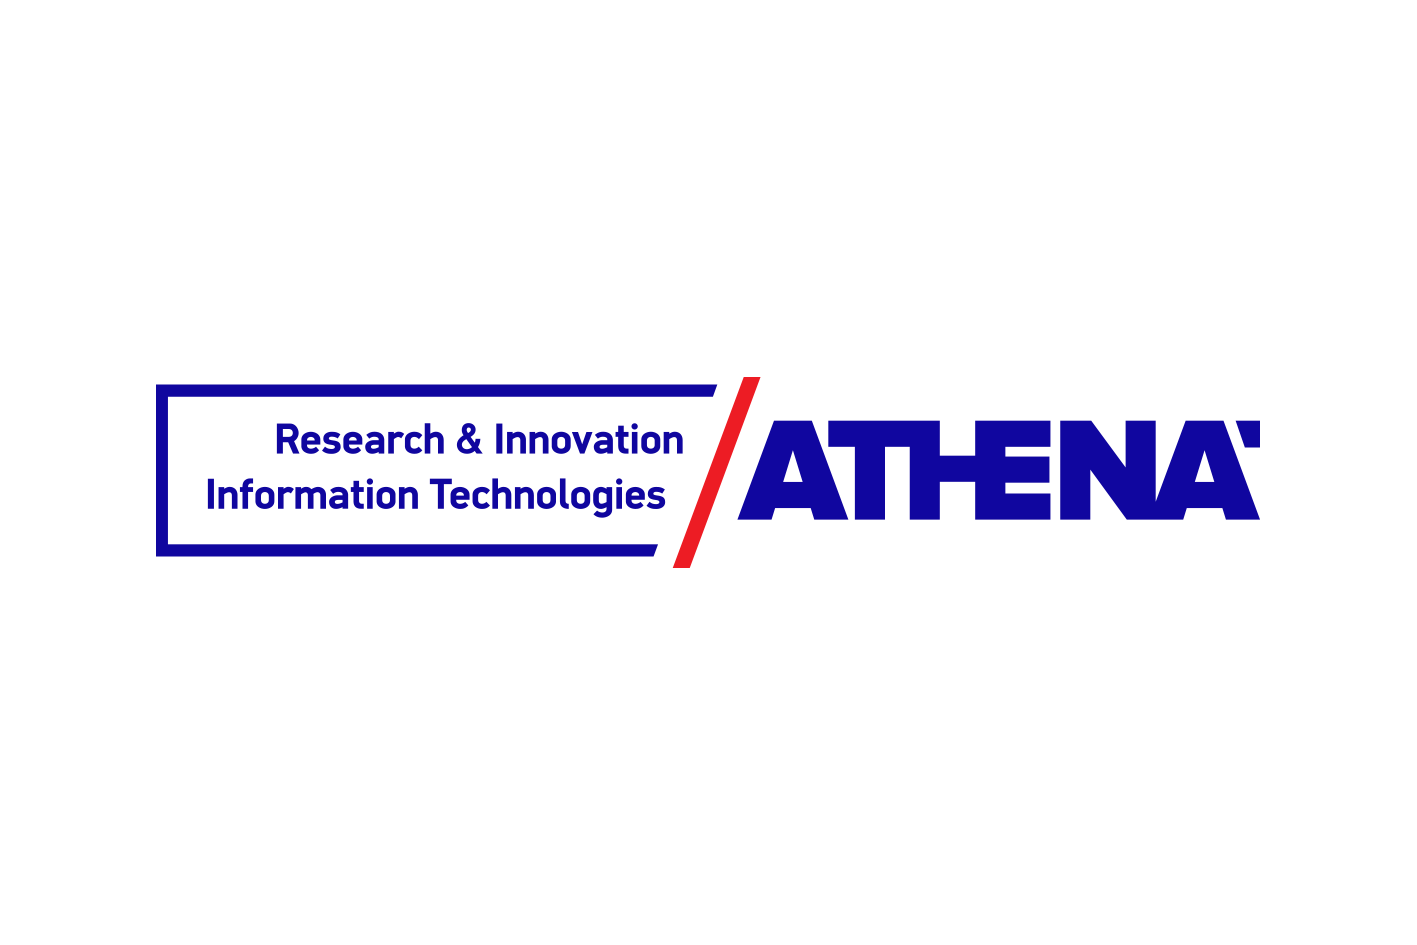 Research & Innovation
Information Technologies
ATHENA